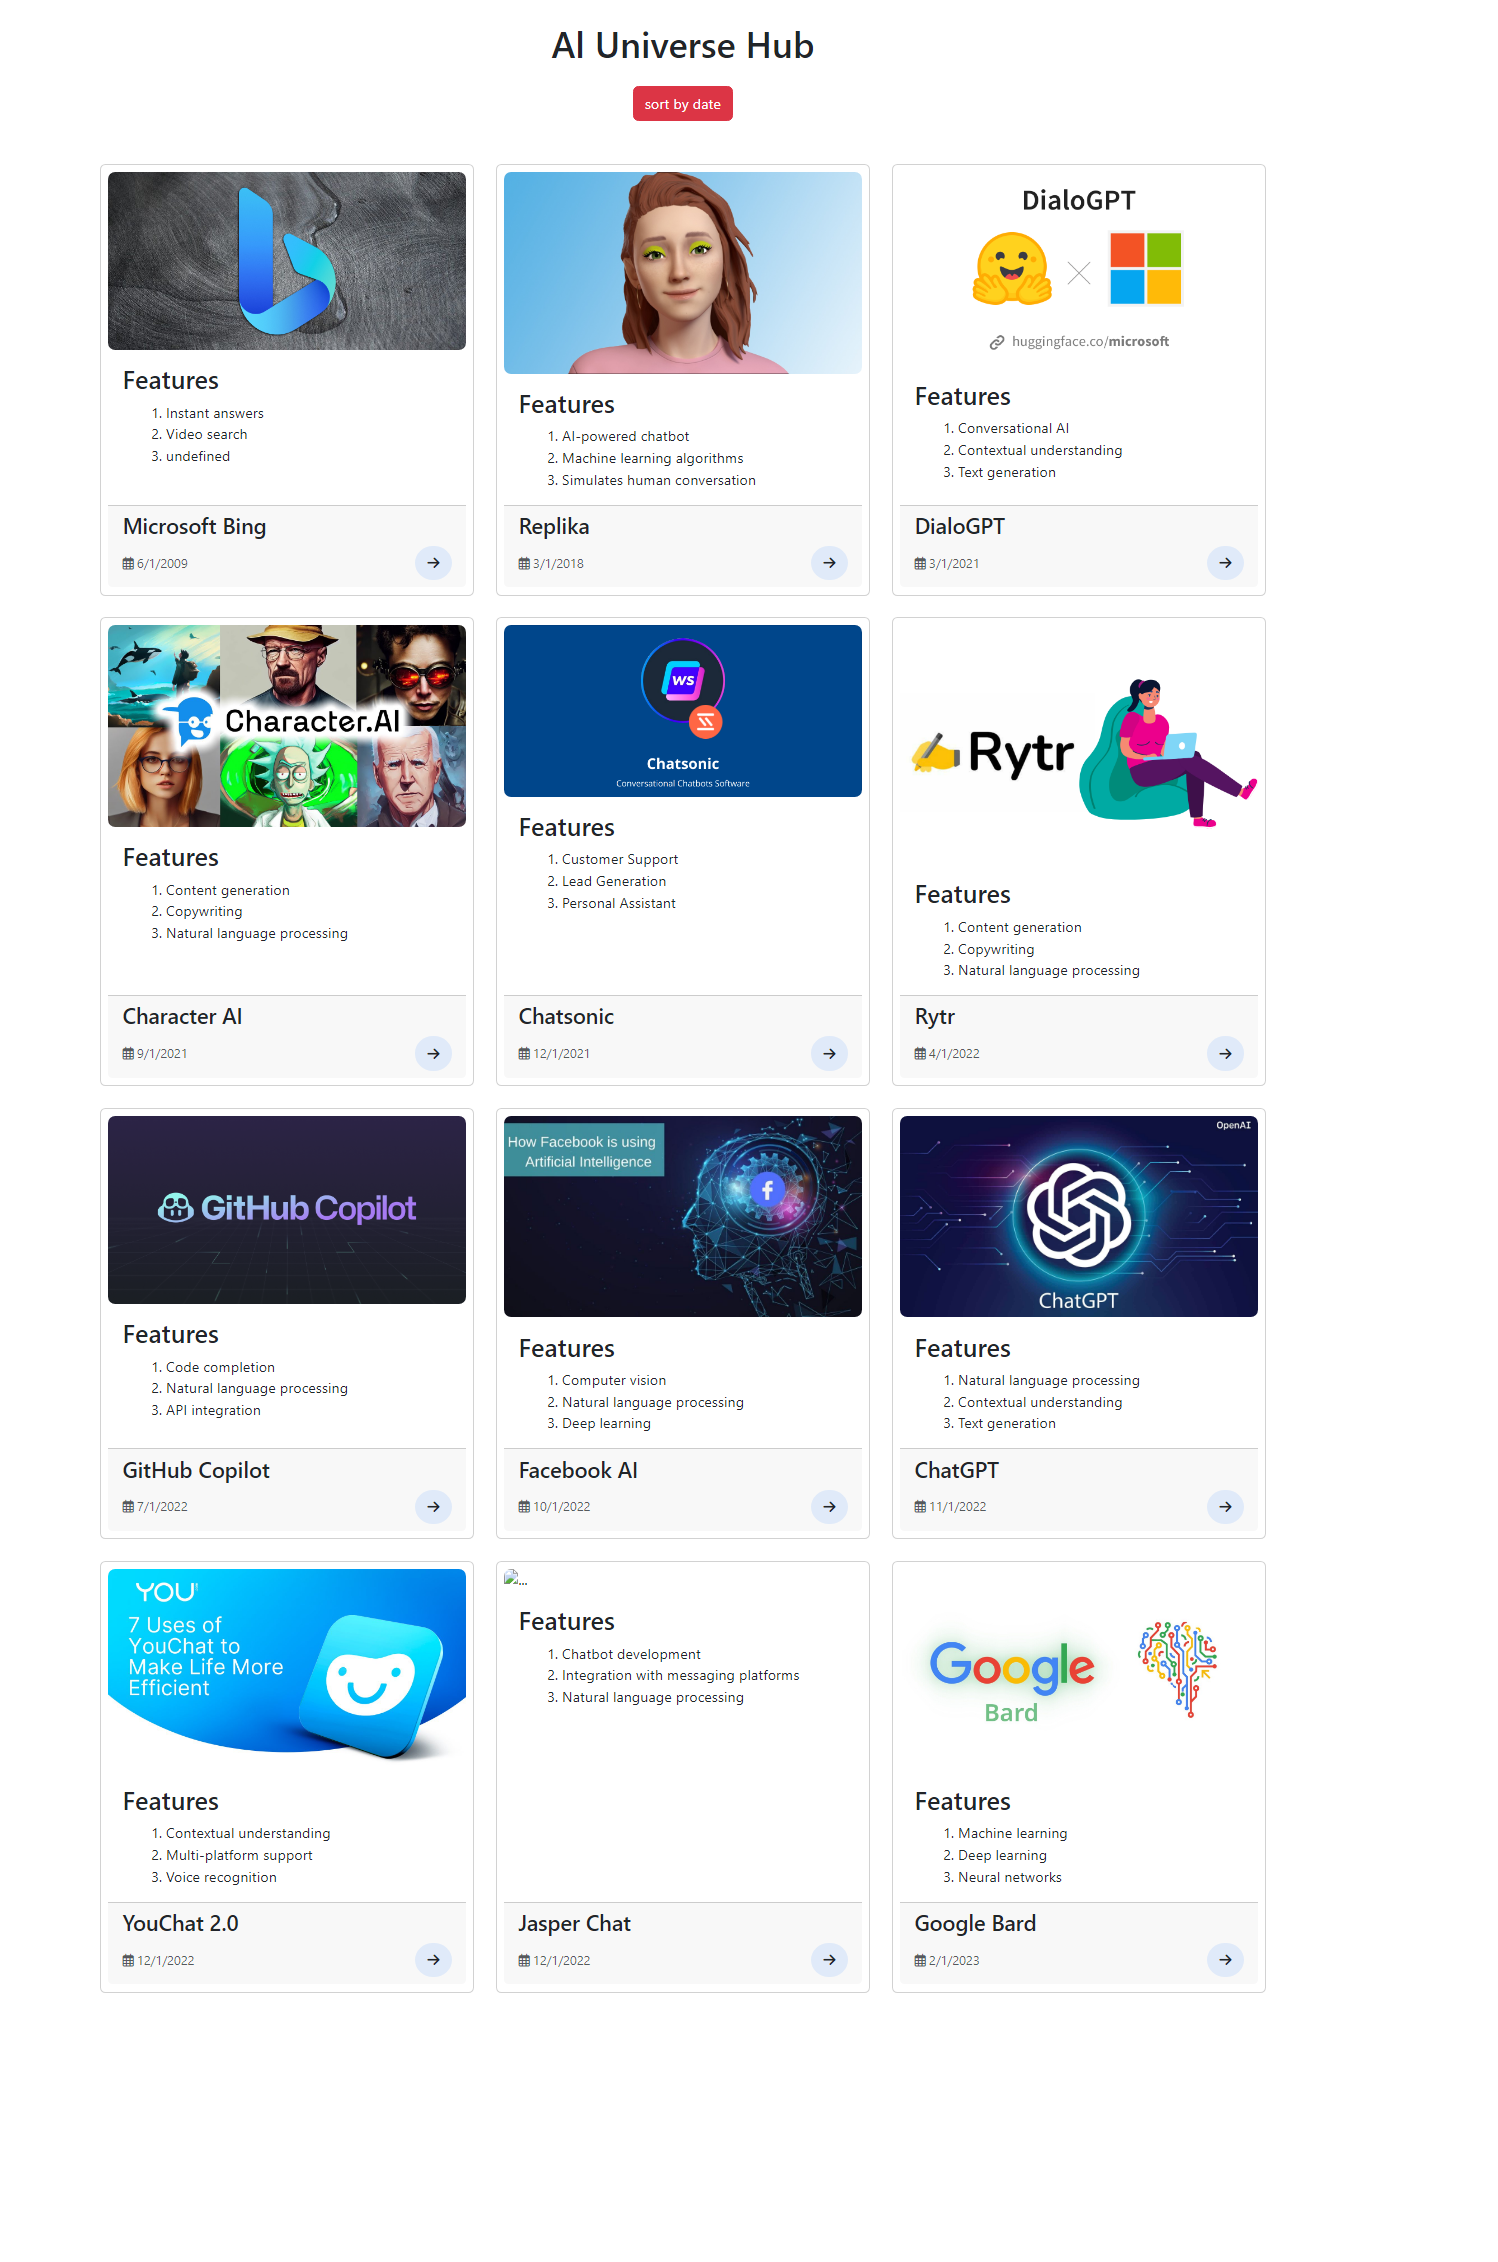 AI Universe Hub
sort by date
Features
1. Instant answers
2. Video search
3. undefined
Microsoft Bing
6/1/2009
Features
1. AI-powered chatbot
2. Machine learning algorithms
3. Simulates human conversation
Replika
3/1/2018
DialoGPT
huggingface.co/microsoft
Features
1. Conversational AI
2. Contextual understanding
3. Text generation
DialoGPT
3/1/2021
Character.AI
Features
1. Content generation
2. Copywriting
3. Natural language processing
Character AI
9/1/2021
WS
Chatsonic
Conversational Chatbots Software
Features
1. Customer Support
2. Lead Generation
3. Personal Assistant
Chatsonic
12/1/2021
Rytr
Features
1. Content generation
2. Copywriting
3. Natural language processing
Rytr
4/1/2022
GitHub Copilot
Features
1. Code completion
2. Natural language processing
3. API integration
GitHub Copilot
7/1/2022
How Facebook is using
Artificial Intelligence
Features
1. Computer vision
2. Natural language processing
3. Deep learning
Facebook AI
10/1/2022
OpenAI
ChatGPT
Features
1. Natural language processing
2. Contextual understanding
3. Text generation
ChatGPT
11/1/2022
YOU
7 Uses of
YouChat to
Make Life More
Efficient
Features
1. Contextual understanding
2. Multi-platform support
3. Voice recognition
YouChat 2.0
12/1/2022
...
Features
1. Chatbot development
2. Integration with messaging platforms
3. Natural language processing
Jasper Chat
12/1/2022
Google
Bard
Features
1. Machine learning
2. Deep learning
3. Neural networks
Google Bard
2/1/2023